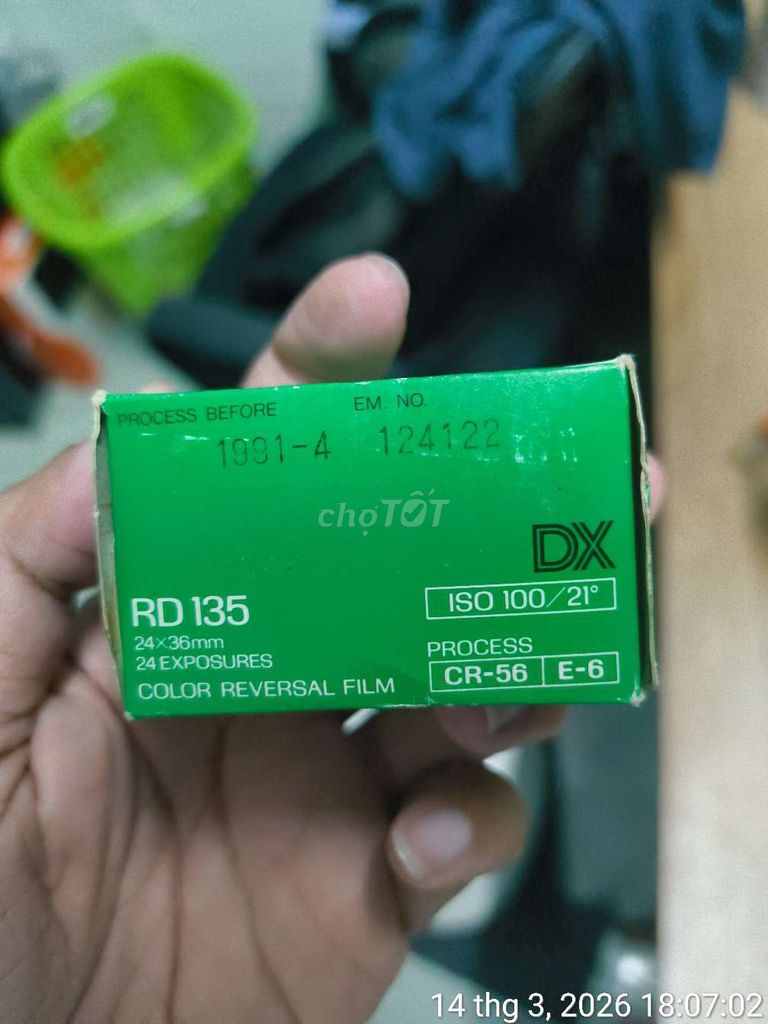 PROCESS BEFORE EM. NO.
1991-4 124122
chợTỐT
DX
RD 135
ISO 100/21°
24×36mm
24 EXPOSURES
PROCESS
COLOR REVERSAL FILM
CR-56 E-6
14 thg 3, 2026 18:07:02